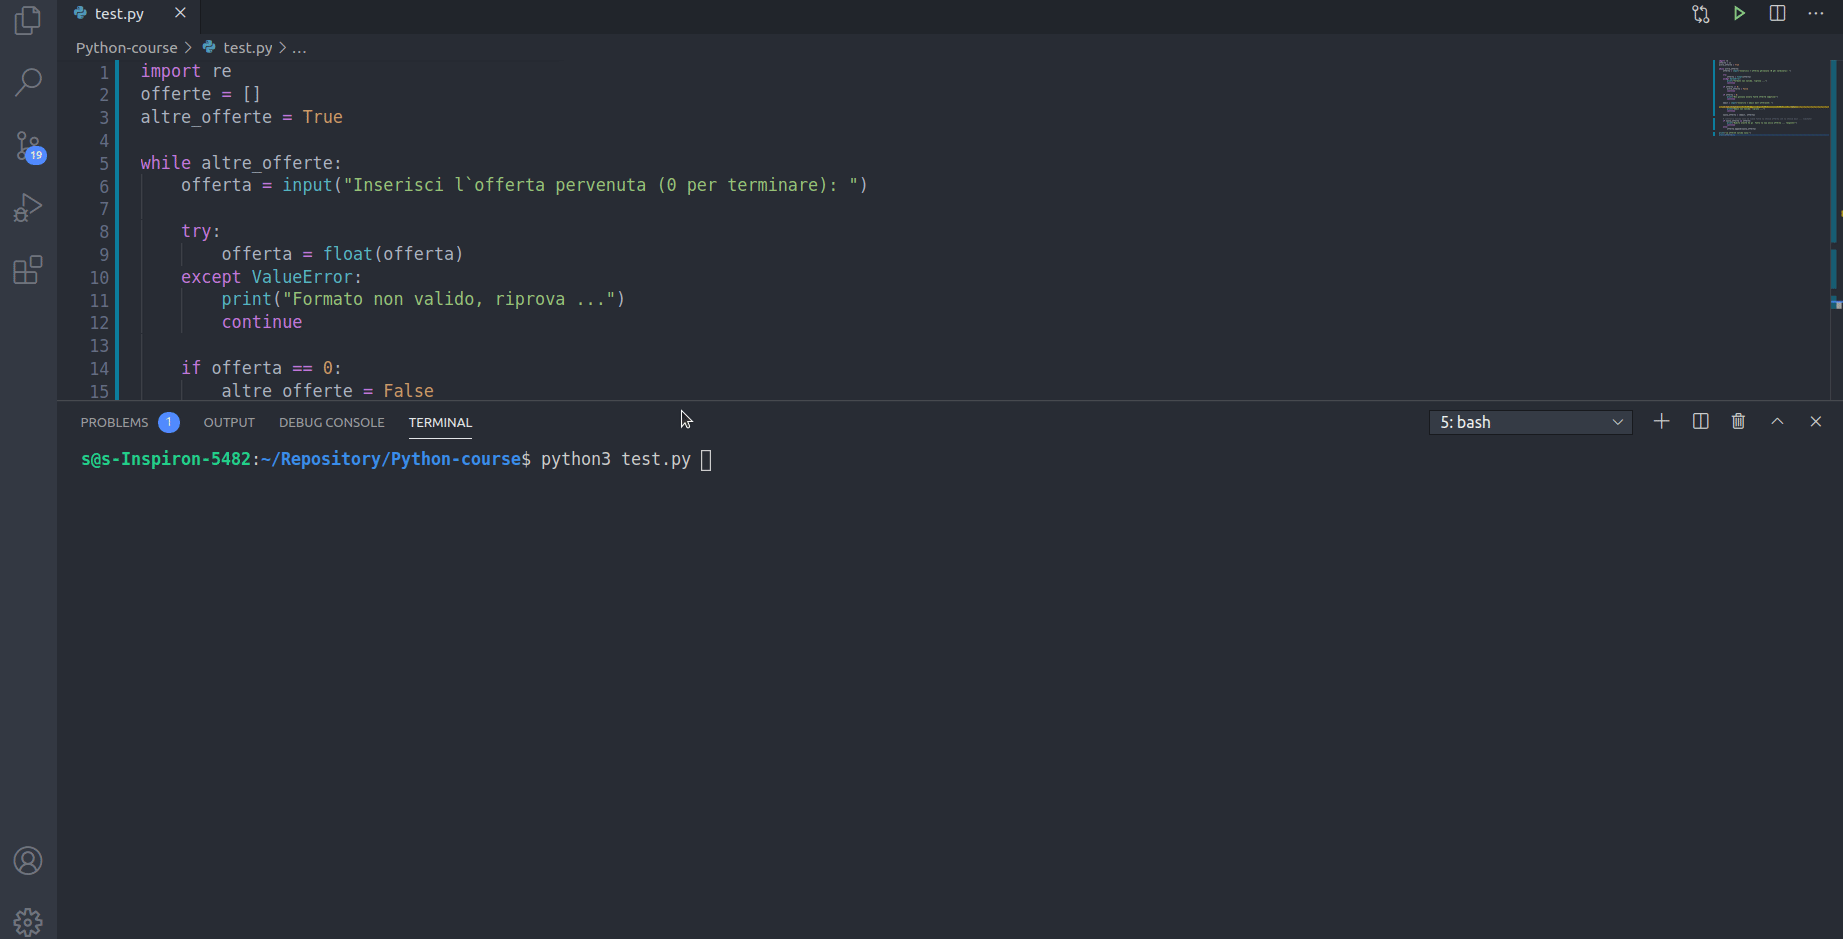 test.py
Python-course > test.py > ...
1 import re
2 offerte = []
3 altre_offerte = True
4
5 while altre_offerte:
6 offerta = input("Inserisci l`offerta pervenuta (0 per terminare): ")
7
8 try:
9 offerta = float(offerta)
10 except ValueError:
11 print("Formato non valido, riprova ...")
12 continue
13
14 if offerta == 0:
15 altre_offerte = False
19
PROBLEMS 1 OUTPUT DEBUG CONSOLE TERMINAL 5: bash
s@s-Inspiron-5482:~/Repository/Python-course$ python3 test.py